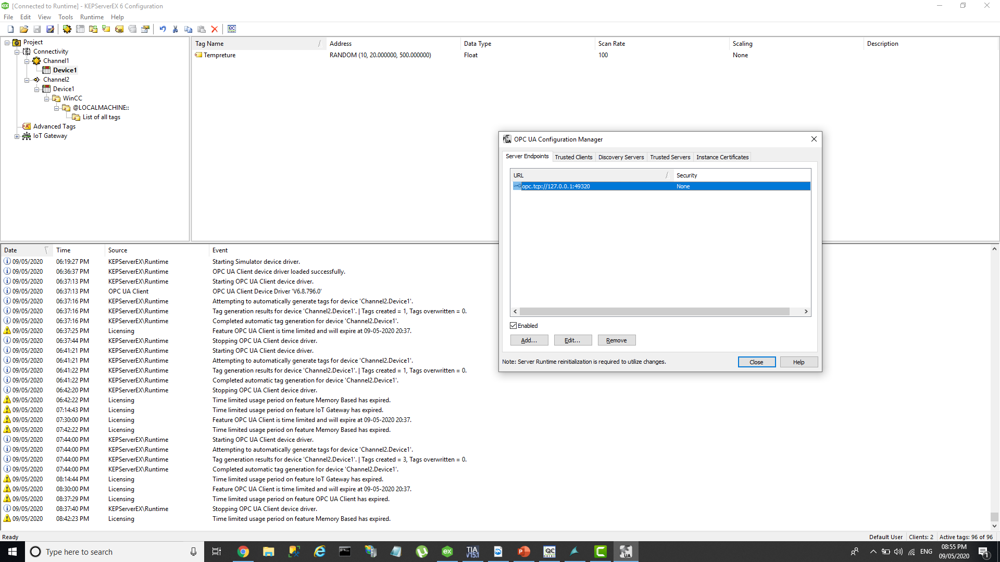 [Connected to Runtime] - KEPServerEX 6 Configuration
File Edit View Tools Runtime Help
Project
Connectivity
Channel1
Device1
Channel2
Device1
WinCC
@LOCALMACHINE::
List of all tags
Advanced Tags
IoT Gateway
Tag Name Address Data Type Scan Rate Scaling Description
Tempreture RANDOM (10, 20.000000, 500.000000) Float 100 None
OPC UA Configuration Manager
Server Endpoints Trusted Clients Discovery Servers Trusted Servers Instance Certificates
URL Security
opc.tcp://127.0.0.1:49320 None
Enabled
Add... Edit... Remove
Note: Server Runtime reinitialization is required to utilize changes.
Close Help
Date Time Source Event
09/05/2020 06:19:27 PM KEPServerEX\Runtime Starting Simulator device driver.
09/05/2020 06:36:37 PM KEPServerEX\Runtime OPC UA Client device driver loaded successfully.
09/05/2020 06:37:13 PM KEPServerEX\Runtime Starting OPC UA Client device driver.
09/05/2020 06:37:13 PM OPC UA Client OPC UA Client Device Driver 'V6.8.796.0'
09/05/2020 06:37:16 PM KEPServerEX\Runtime Attempting to automatically generate tags for device 'Channel2.Device1'.
09/05/2020 06:37:16 PM KEPServerEX\Runtime Tag generation results for device 'Channel2.Device1'. | Tags created = 1, Tags overwritten = 0.
09/05/2020 06:37:16 PM KEPServerEX\Runtime Completed automatic tag generation for device 'Channel2.Device1'.
09/05/2020 06:37:25 PM Licensing Feature OPC UA Client is time limited and will expire at 09-05-2020 20:37.
09/05/2020 06:37:44 PM KEPServerEX\Runtime Stopping OPC UA Client device driver.
09/05/2020 06:41:21 PM KEPServerEX\Runtime Starting OPC UA Client device driver.
09/05/2020 06:41:21 PM KEPServerEX\Runtime Attempting to automatically generate tags for device 'Channel2.Device1'.
09/05/2020 06:41:22 PM KEPServerEX\Runtime Tag generation results for device 'Channel2.Device1'. | Tags created = 1, Tags overwritten = 0.
09/05/2020 06:41:22 PM KEPServerEX\Runtime Completed automatic tag generation for device 'Channel2.Device1'.
09/05/2020 06:42:20 PM KEPServerEX\Runtime Stopping OPC UA Client device driver.
09/05/2020 06:42:22 PM Licensing Time limited usage period on feature Memory Based has expired.
09/05/2020 07:14:43 PM Licensing Time limited usage period on feature IoT Gateway has expired.
09/05/2020 07:30:00 PM Licensing Feature OPC UA Client is time limited and will expire at 09-05-2020 20:37.
09/05/2020 07:42:22 PM Licensing Time limited usage period on feature Memory Based has expired.
09/05/2020 07:44:00 PM KEPServerEX\Runtime Starting OPC UA Client device driver.
09/05/2020 07:44:00 PM KEPServerEX\Runtime Attempting to automatically generate tags for device 'Channel2.Device1'.
09/05/2020 07:44:00 PM KEPServerEX\Runtime Tag generation results for device 'Channel2.Device1'. | Tags created = 3, Tags overwritten = 0.
09/05/2020 07:44:00 PM KEPServerEX\Runtime Completed automatic tag generation for device 'Channel2.Device1'.
09/05/2020 08:14:44 PM Licensing Time limited usage period on feature IoT Gateway has expired.
09/05/2020 08:30:00 PM Licensing Feature OPC UA Client is time limited and will expire at 09-05-2020 20:37.
09/05/2020 08:37:29 PM Licensing Time limited usage period on feature OPC UA Client has expired.
09/05/2020 08:37:40 PM KEPServerEX\Runtime Stopping OPC UA Client device driver.
09/05/2020 08:42:23 PM Licensing Time limited usage period on feature Memory Based has expired.
Ready Default User Clients: 2 Active tags: 96 of 96
Type here to search ENG 08:55 PM
09/05/2020